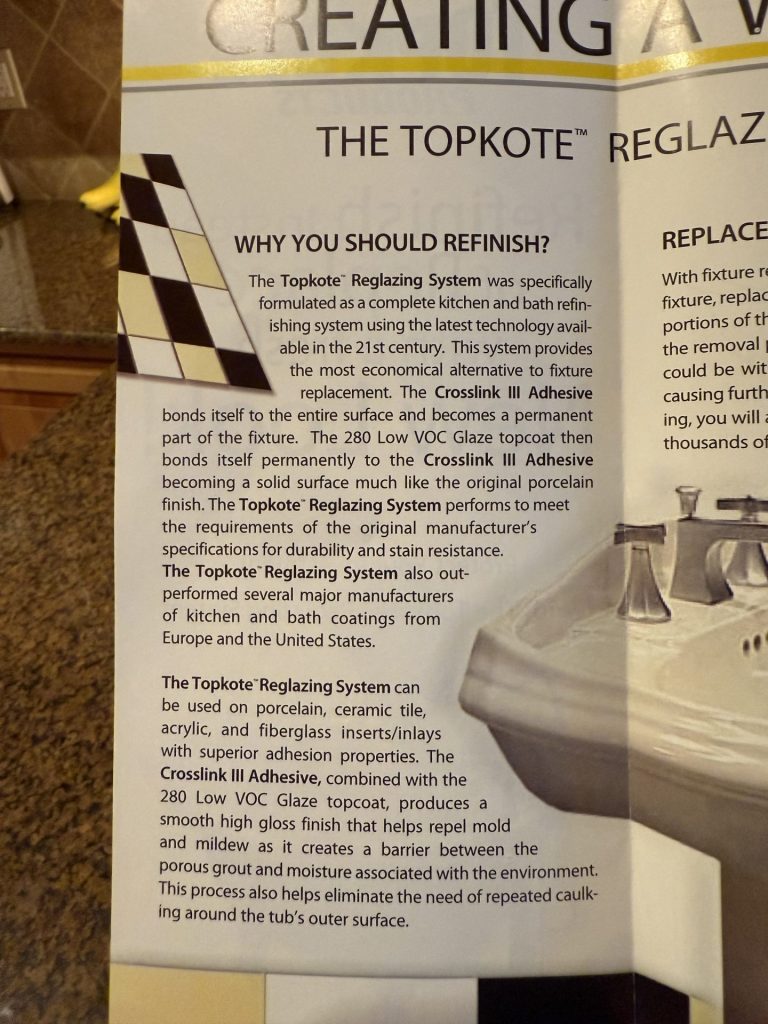 CREATING A
THE TOPKOTE™ REGLAZ
WHY YOU SHOULD REFINISH?
The Topkote™ Reglazing System was specifically
formulated as a complete kitchen and bath refin-
ishing system using the latest technology avail-
able in the 21st century. This system provides
the most economical alternative to fixture
replacement. The Crosslink III Adhesive
bonds itself to the entire surface and becomes a permanent
part of the fixture. The 280 Low VOC Glaze topcoat then
bonds itself permanently to the Crosslink III Adhesive
becoming a solid surface much like the original porcelain
finish. The Topkote™ Reglazing System performs to meet
the requirements of the original manufacturer's
specifications for durability and stain resistance.
The Topkote™ Reglazing System also out-
performed several major manufacturers
of kitchen and bath coatings from
Europe and the United States.
The Topkote™ Reglazing System can
be used on porcelain, ceramic tile,
acrylic, and fiberglass inserts/inlays
with superior adhesion properties. The
Crosslink III Adhesive, combined with the
280 Low VOC Glaze topcoat, produces a
smooth high gloss finish that helps repel mold
and mildew as it creates a barrier between the
porous grout and moisture associated with the environment.
This process also helps eliminate the need of repeated caulk-
ing around the tub's outer surface.
REPLACE
With fixture re
fixture, replac
portions of th
the removal p
could be wit
causing furth
ing, you will a
thousands of